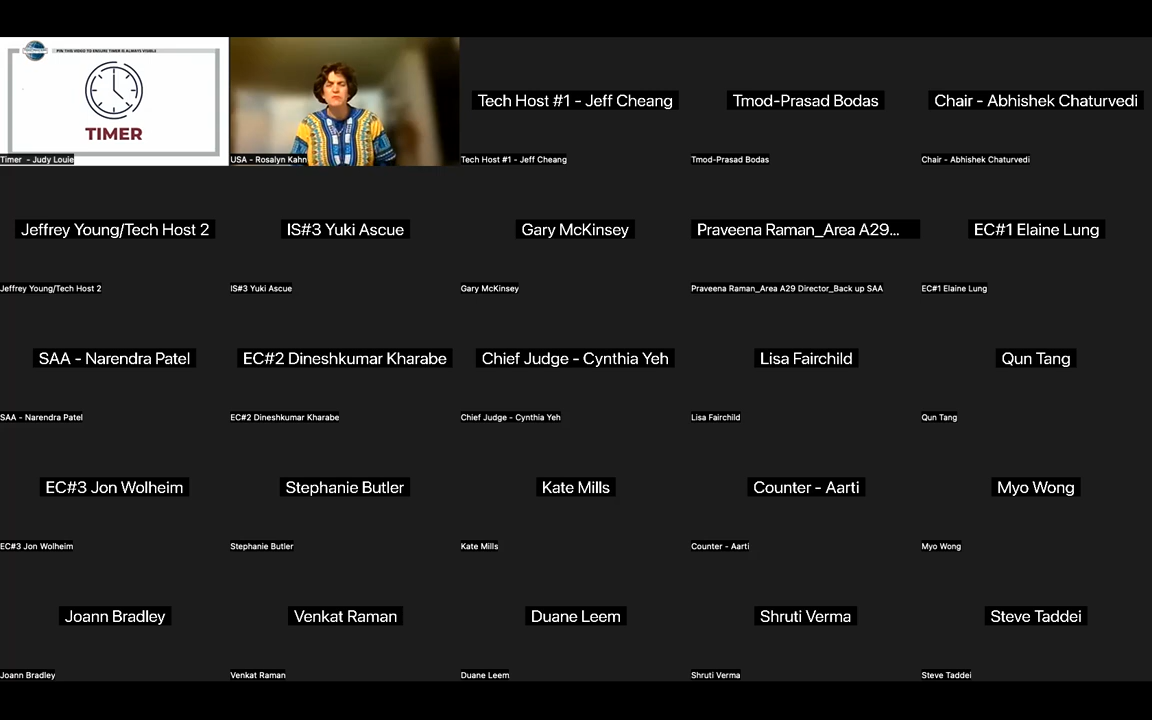 PIN THIS VIDEO TO ENSURE TIMER IS ALWAYS VISIBLE
TIMER
Timer - Judy Louie
USA - Rosalyn Kahn
Tech Host #1 - Jeff Cheang
Tech Host #1 - Jeff Cheang
Tmod-Prasad Bodas
Tmod-Prasad Bodas
Chair - Abhishek Chaturvedi
Chair - Abhishek Chaturvedi
Jeffrey Young/Tech Host 2
Jeffrey Young/Tech Host 2
IS#3 Yuki Ascue
IS#3 Yuki Ascue
Gary McKinsey
Gary McKinsey
Praveena Raman_Area A29...
Praveena Raman_Area A29 Director_Back up SAA
EC#1 Elaine Lung
EC#1 Elaine Lung
SAA - Narendra Patel
SAA - Narendra Patel
EC#2 Dineshkumar Kharabe
EC#2 Dineshkumar Kharabe
Chief Judge - Cynthia Yeh
Chief Judge - Cynthia Yeh
Lisa Fairchild
Lisa Fairchild
Qun Tang
Qun Tang
EC#3 Jon Wolheim
EC#3 Jon Wolheim
Stephanie Butler
Stephanie Butler
Kate Mills
Kate Mills
Counter - Aarti
Counter - Aarti
Myo Wong
Myo Wong
Joann Bradley
Joann Bradley
Venkat Raman
Venkat Raman
Duane Leem
Duane Leem
Shruti Verma
Shruti Verma
Steve Taddei
Steve Taddei